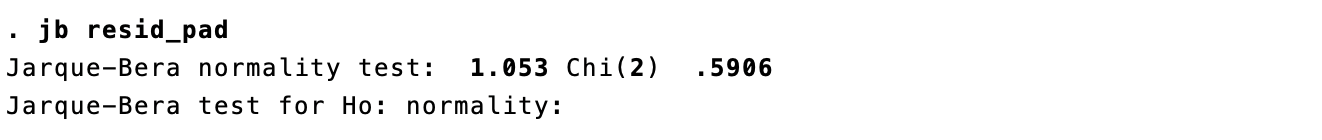 . jb resid_pad
Jarque-Bera normality test:  1.053 Chi(2)  .5906
Jarque-Bera test for Ho: normality: